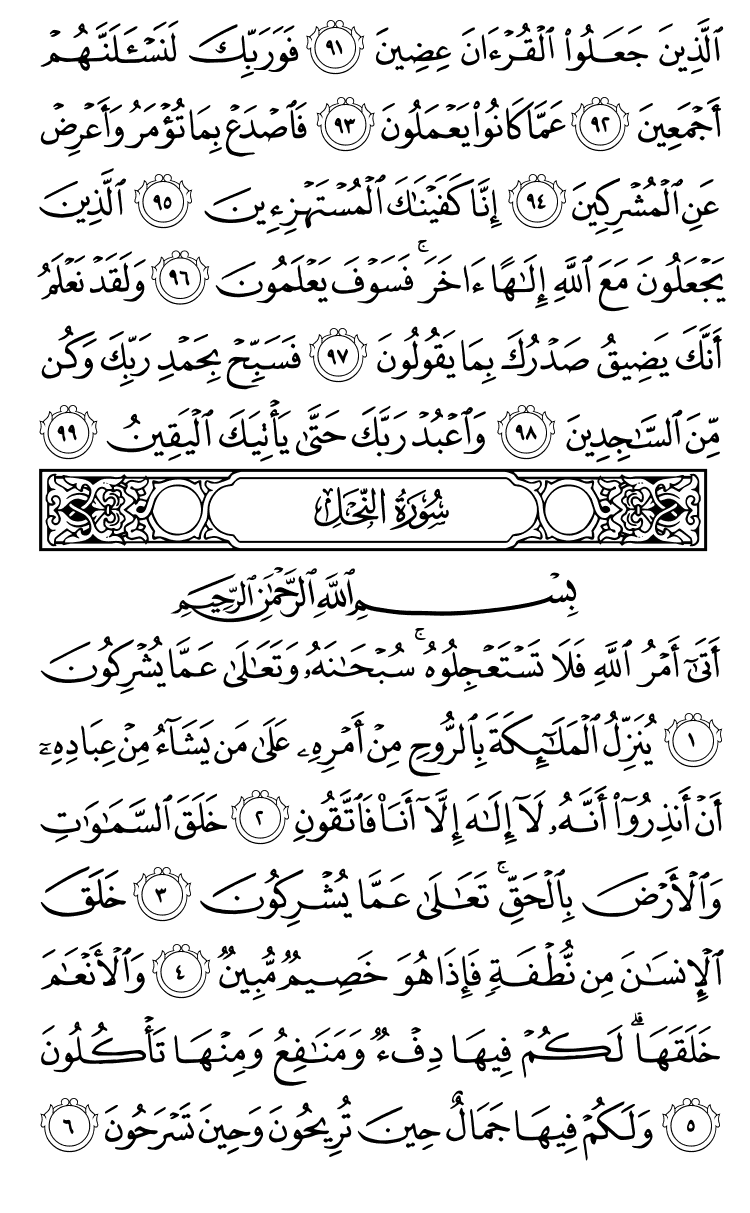 ٱلَّذِينَ جَعَلُوا۟ ٱلْقُرْءَانَ عِضِينَ ٩١ فَوَرَبِّكَ لَنَسْـَٔلَنَّهُمْ
أَجْمَعِينَ ٩٢ عَمَّا كَانُوا۟ يَعْمَلُونَ ٩٣ فَٱصْدَعْ بِمَا تُؤْمَرُ وَأَعْرِضْ
عَنِ ٱلْمُشْرِكِينَ ٩٤ إِنَّا كَفَيْنَـٰكَ ٱلْمُسْتَهْزِءِينَ ٩٥ ٱلَّذِينَ
يَجْعَلُونَ مَعَ ٱللَّهِ إِلَـٰهًا ءَاخَرَ ۚ فَسَوْفَ يَعْلَمُونَ ٩٦ وَلَقَدْ نَعْلَمُ
أَنَّكَ يَضِيقُ صَدْرُكَ بِمَا يَقُولُونَ ٩٧ فَسَبِّحْ بِحَمْدِ رَبِّكَ وَكُن
مِّنَ ٱلسَّـٰجِدِينَ ٩٨ وَٱعْبُدْ رَبَّكَ حَتَّىٰ يَأْتِيَكَ ٱلْيَقِينُ ٩٩
سُورَةُ النَّحْلِ
بِسْمِ ٱللَّهِ ٱلرَّحْمَـٰنِ ٱلرَّحِيمِ
أَتَىٰٓ أَمْرُ ٱللَّهِ فَلَا تَسْتَعْجِلُوهُ ۚ سُبْحَـٰنَهُۥ وَتَعَـٰلَىٰ عَمَّا يُشْرِكُونَ
١ يُنَزِّلُ ٱلْمَلَـٰٓئِكَةَ بِٱلرُّوحِ مِنْ أَمْرِهِۦ عَلَىٰ مَن يَشَآءُ مِنْ عِبَادِهِۦٓ
أَنْ أَنذِرُوٓا۟ أَنَّهُۥ لَآ إِلَـٰهَ إِلَّآ أَنَا۠ فَٱتَّقُونِ ٢ خَلَقَ ٱلسَّمَـٰوَٰتِ
وَٱلْأَرْضَ بِٱلْحَقِّ ۚ تَعَـٰلَىٰ عَمَّا يُشْرِكُونَ ٣ خَلَقَ
ٱلْإِنسَـٰنَ مِن نُّطْفَةٍ فَإِذَا هُوَ خَصِيمٌ مُّبِينٌ ٤ وَٱلْأَنْعَـٰمَ
خَلَقَهَا ۗ لَكُمْ فِيهَا دِفْءٌ وَمَنَـٰفِعُ وَمِنْهَا تَأْكُلُونَ
٥ وَلَكُمْ فِيهَا جَمَالٌ حِينَ تُرِيحُونَ وَحِينَ تَسْرَحُونَ ٦